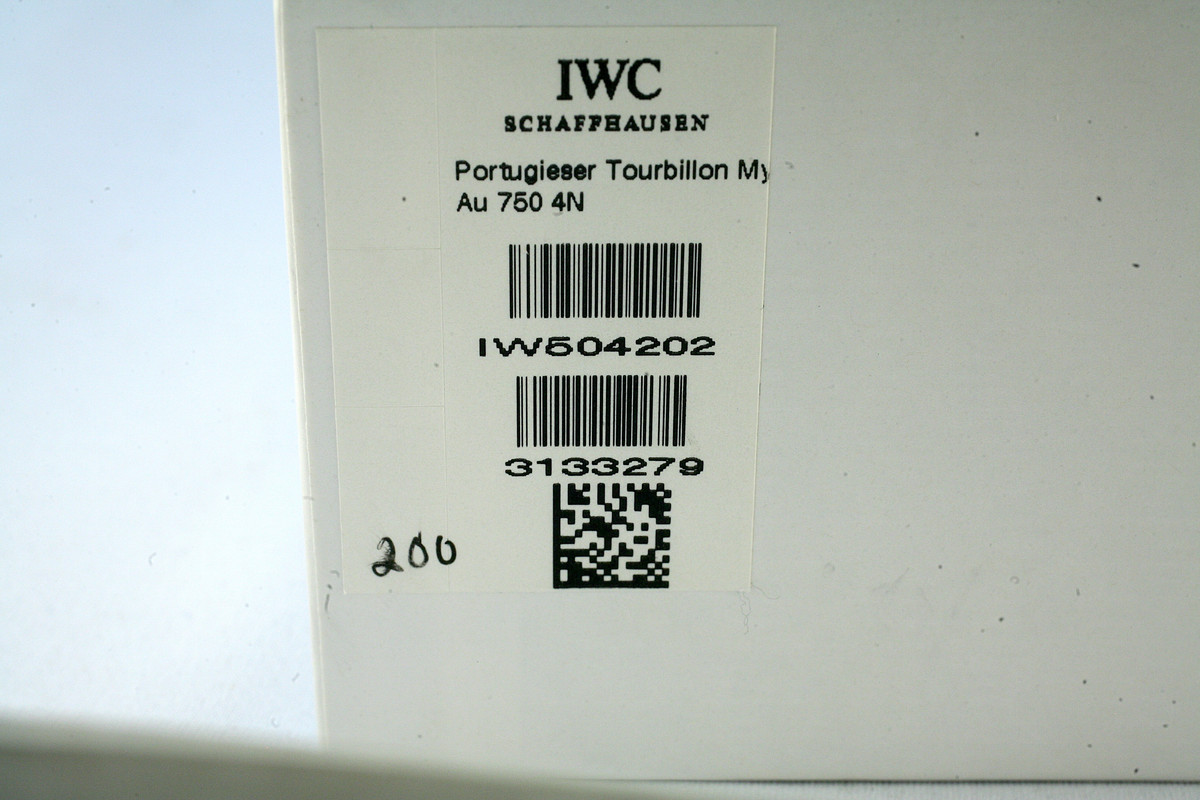 IWC
SCHAFFHAUSEN
Portugieser Tourbillon My
Au 750 4N
IW504202
3133279
200